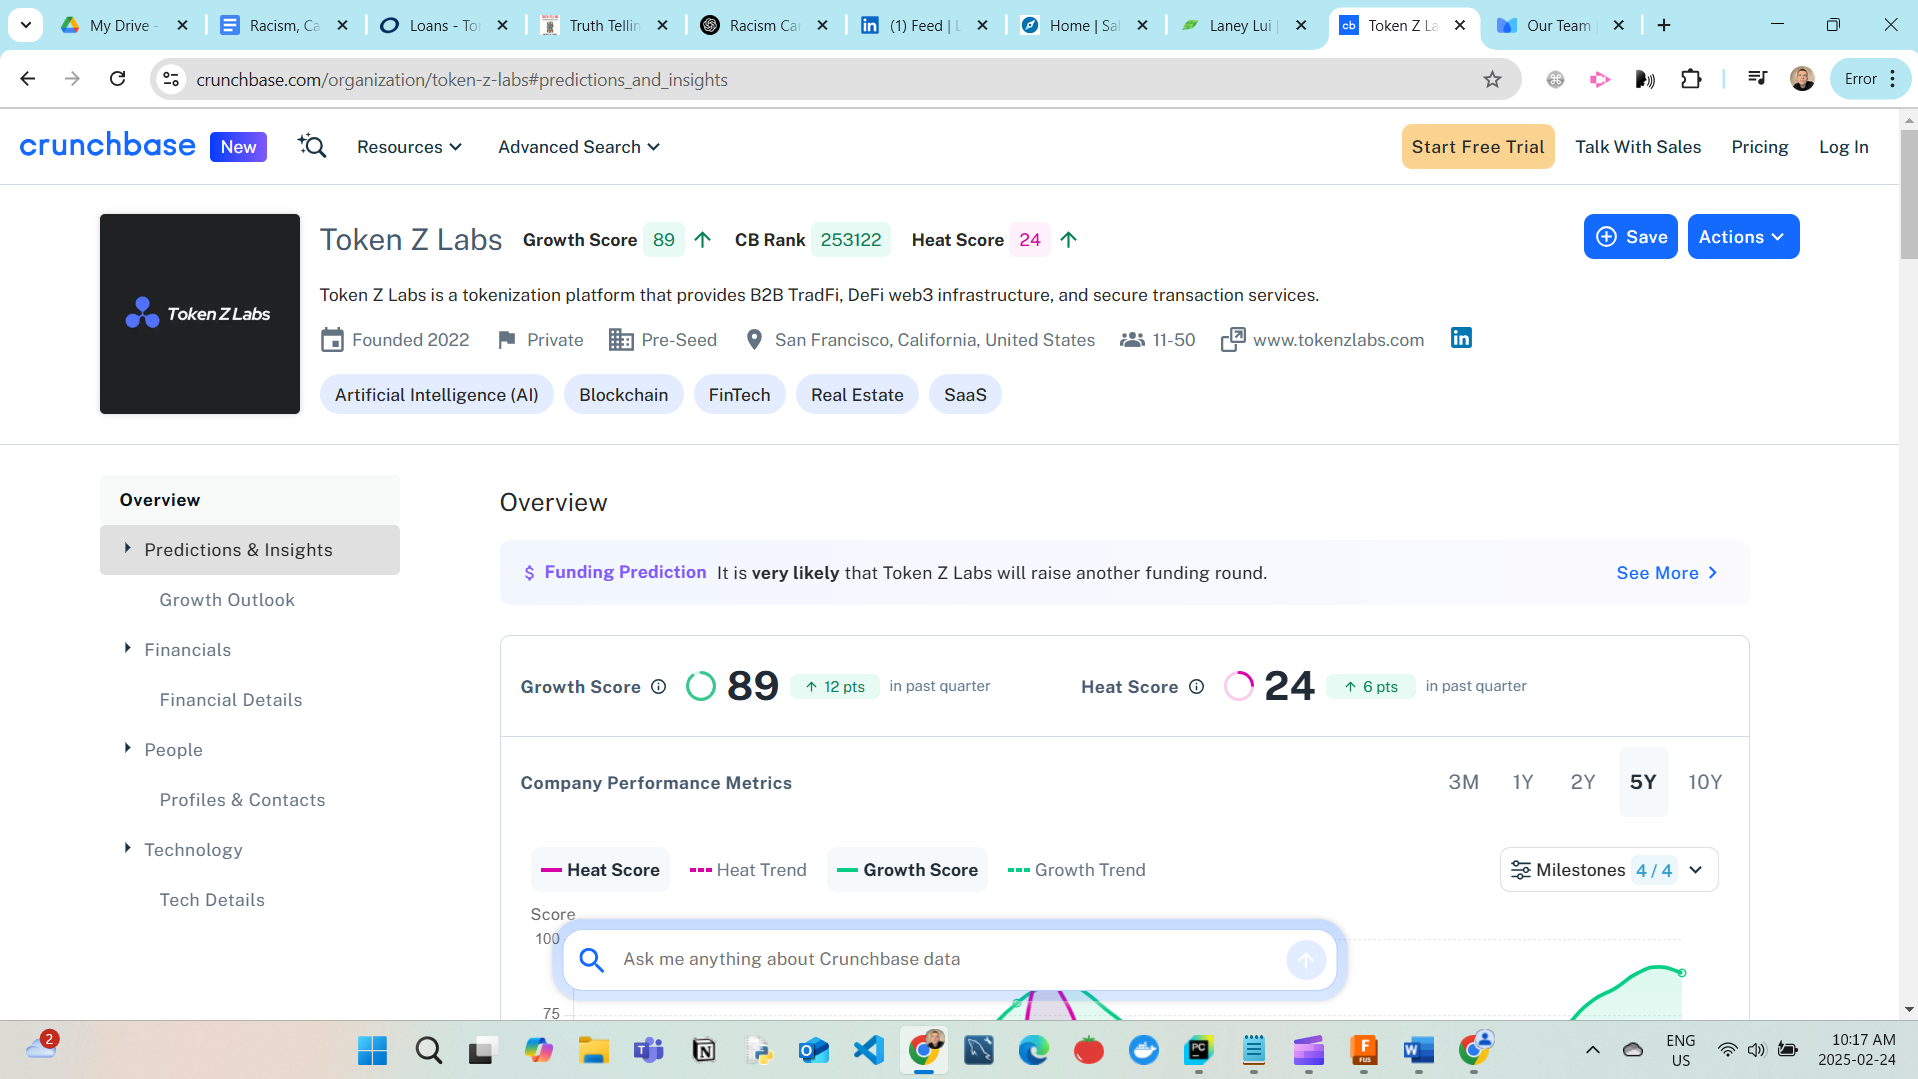 My Drive -
Racism, Ca
Loans - To
Truth Tellin
Racism Ca
(1) Feed | L
Home | Sal
Laney Lui |
Token Z La
Our Team |
crunchbase.com/organization/token-z-labs#predictions_and_insights
Error
crunchbase New Resources Advanced Search Start Free Trial Talk With Sales Pricing Log In
Token Z Labs
Token Z Labs Growth Score 89 CB Rank 253122 Heat Score 24 Save Actions
Token Z Labs is a tokenization platform that provides B2B TradFi, DeFi web3 infrastructure, and secure transaction services.
Founded 2022 Private Pre-Seed San Francisco, California, United States 11-50 www.tokenzlabs.com
Artificial Intelligence (AI) Blockchain FinTech Real Estate SaaS
Overview
Predictions & Insights
Growth Outlook
Financials
Financial Details
People
Profiles & Contacts
Technology
Tech Details
Overview
$ Funding Prediction It is very likely that Token Z Labs will raise another funding round. See More
Growth Score 89 12 pts in past quarter Heat Score 24 6 pts in past quarter
Company Performance Metrics 3M 1Y 2Y 5Y 10Y
Heat Score Heat Trend Growth Score Growth Trend Milestones 4 / 4
Score
100
Ask me anything about Crunchbase data
75
2
ENG
US
10:17 AM
2025-02-24